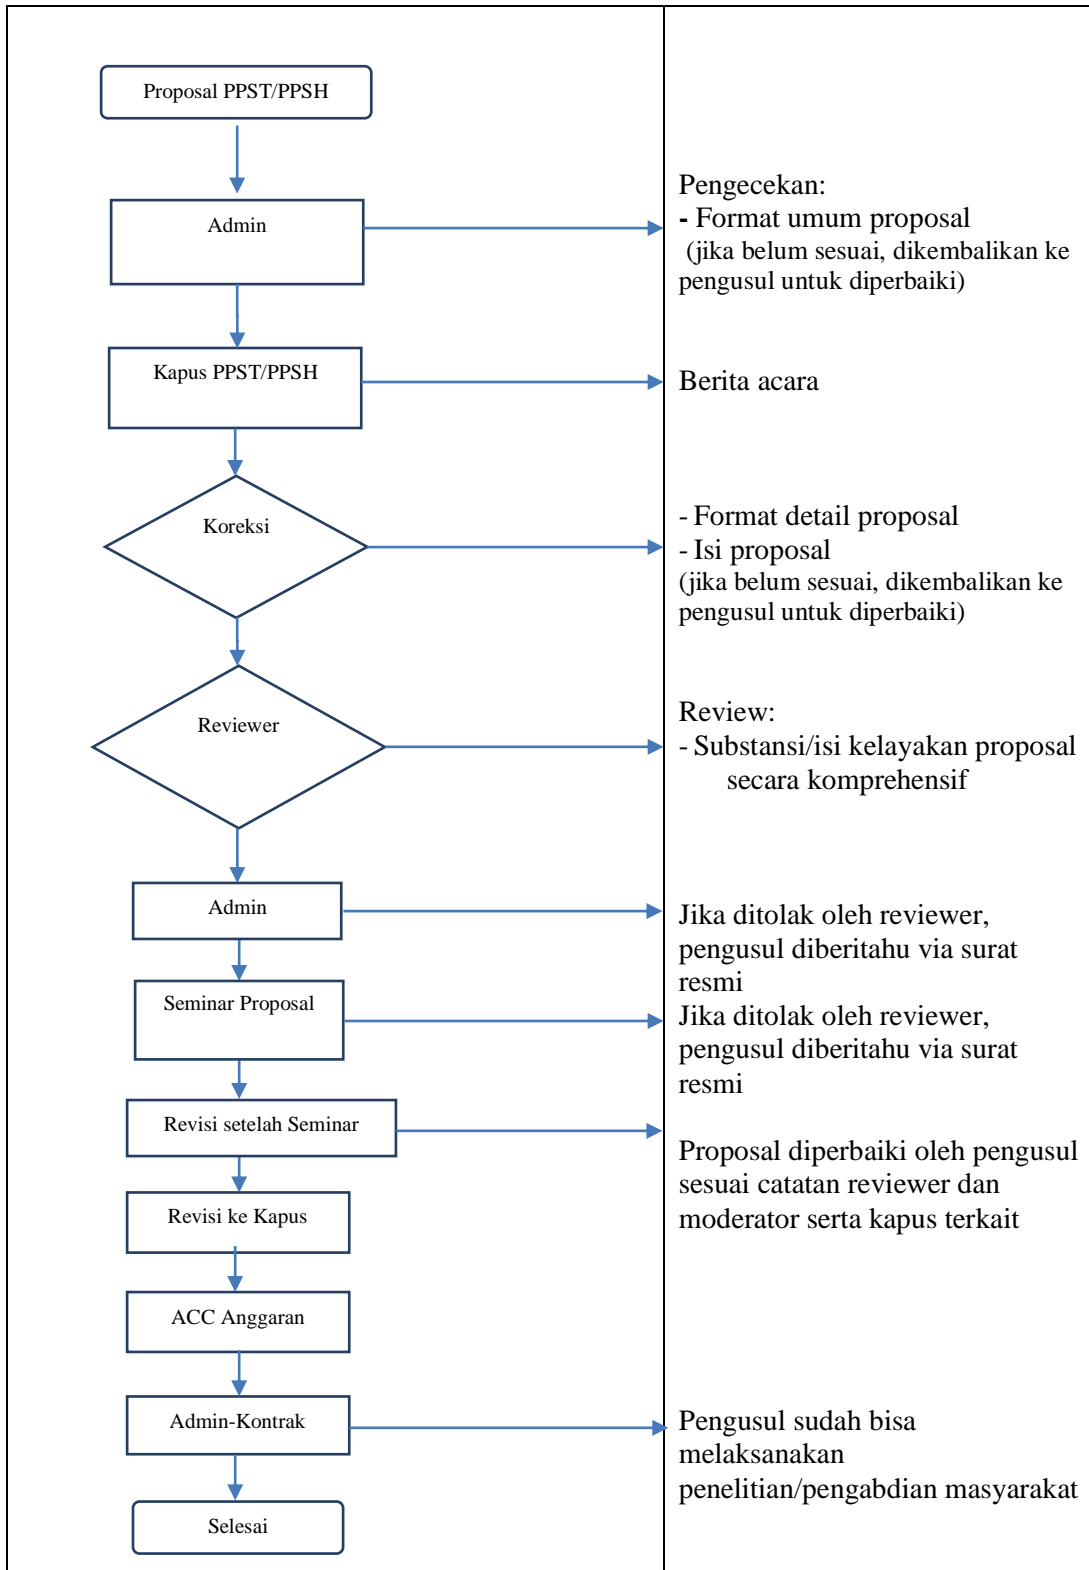 Proposal PPST/PPSH
Admin
Pengecekan:
- Format umum proposal
(jika belum sesuai, dikembalikan ke
pengusul untuk diperbaiki)
Kapus PPST/PPSH
Berita acara
Koreksi
- Format detail proposal
- Isi proposal
(jika belum sesuai, dikembalikan ke
pengusul untuk diperbaiki)
Reviewer
Review:
- Substansi/isi kelayakan proposal
secara komprehensif
Admin
Jika ditolak oleh reviewer,
pengusul diberitahu via surat
resmi
Seminar Proposal
Jika ditolak oleh reviewer,
pengusul diberitahu via surat
resmi
Revisi setelah Seminar
Proposal diperbaiki oleh pengusul
sesuai catatan reviewer dan
moderator serta kapus terkait
Revisi ke Kapus
ACC Anggaran
Admin-Kontrak
Pengusul sudah bisa
melaksanakan
penelitian/pengabdian masyarakat
Selesai